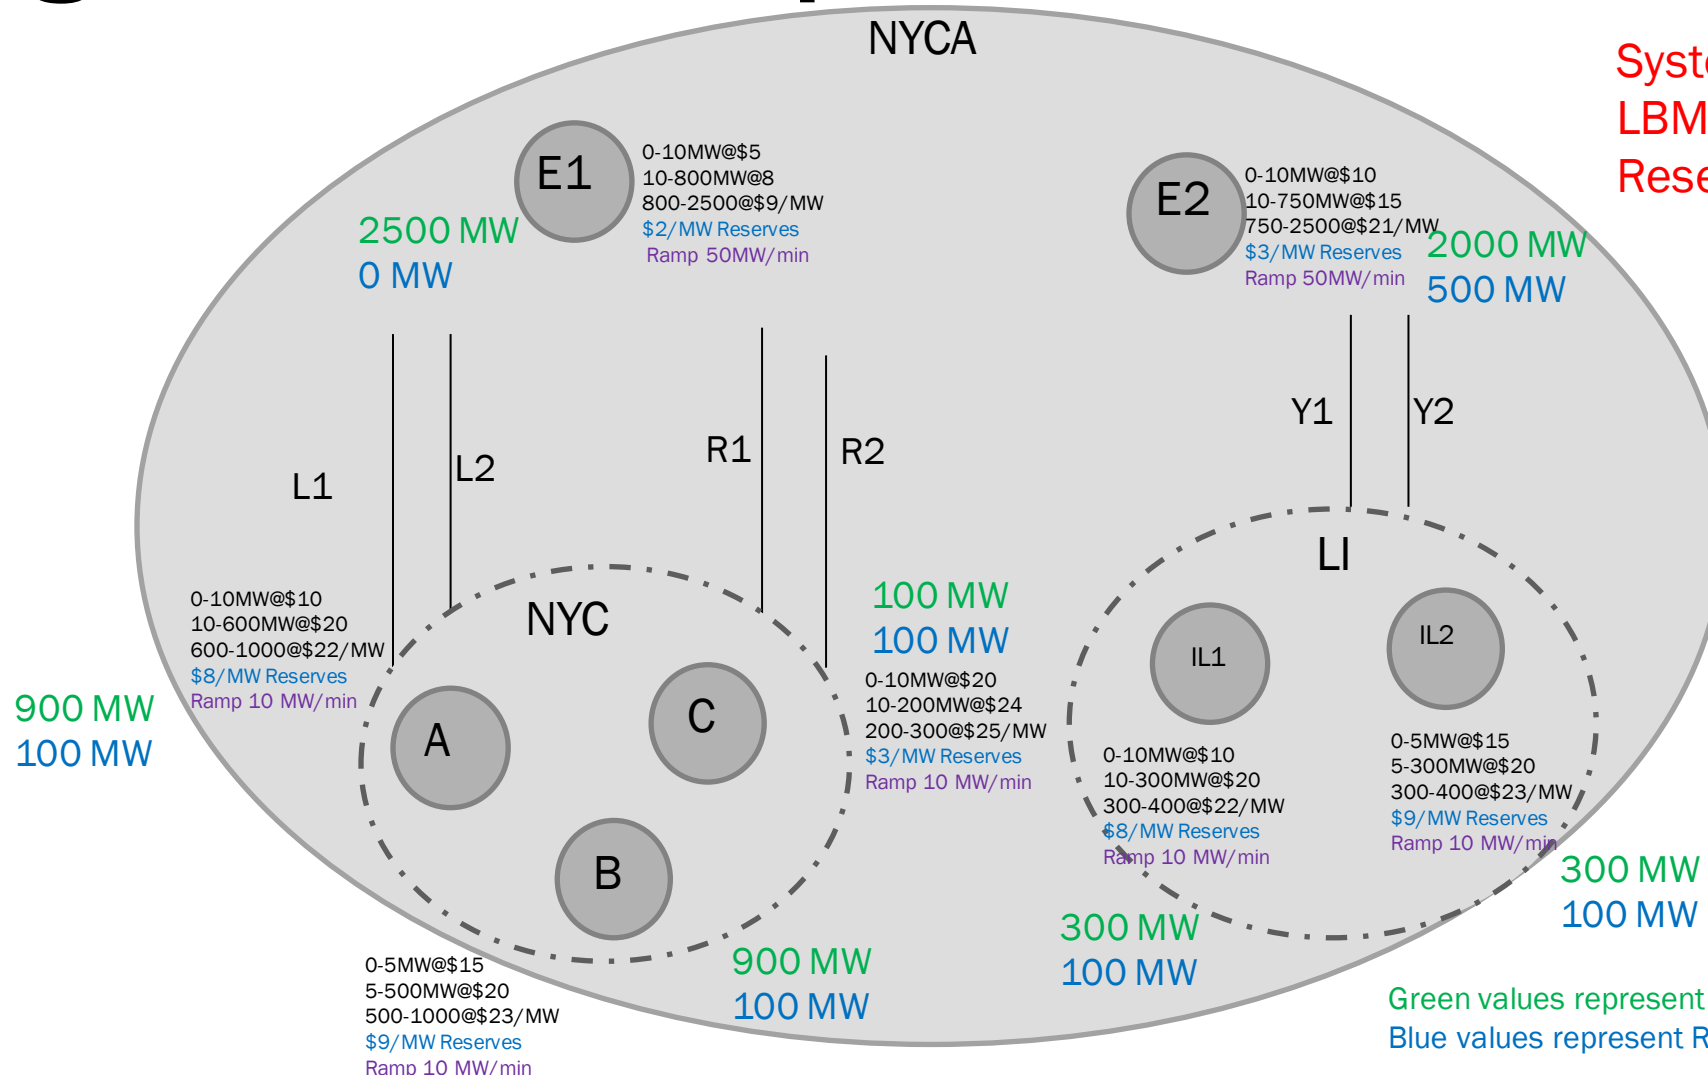 NYCA
E1
0-10MW@$5
10-800MW@8
800-2500@$9/MW
$2/MW Reserves
Ramp 50MW/min
2500 MW
0 MW
E2
0-10MW@$10
10-750MW@$15
750-2500@$21/MW
$3/MW Reserves
Ramp 50MW/min
2000 MW
500 MW
LBM
L1
L2
R1
R2
Y1
Y2
NYC
0-10MW@$10
10-600MW@$20
600-1000@$22/MW
$8/MW Reserves
Ramp 10 MW/min
900 MW
100 MW
A
C
B
100 MW
100 MW
0-10MW@$20
10-200MW@$24
200-300@$25/MW
$3/MW Reserves
Ramp 10 MW/min
0-5MW@$15
5-500MW@$20
500-1000@$23/MW
$9/MW Reserves
Ramp 10 MW/min
900 MW
100 MW
LI
IL1
IL2
0-10MW@$10
10-300MW@$20
300-400@$22/MW
$8/MW Reserves
Ramp 10 MW/min
300 MW
100 MW
0-5MW@$15
5-300MW@$20
300-400@$23/MW
$9/MW Reserves
Ramp 10 MW/min
300 MW
100 MW
Green values represent
Blue values represent R